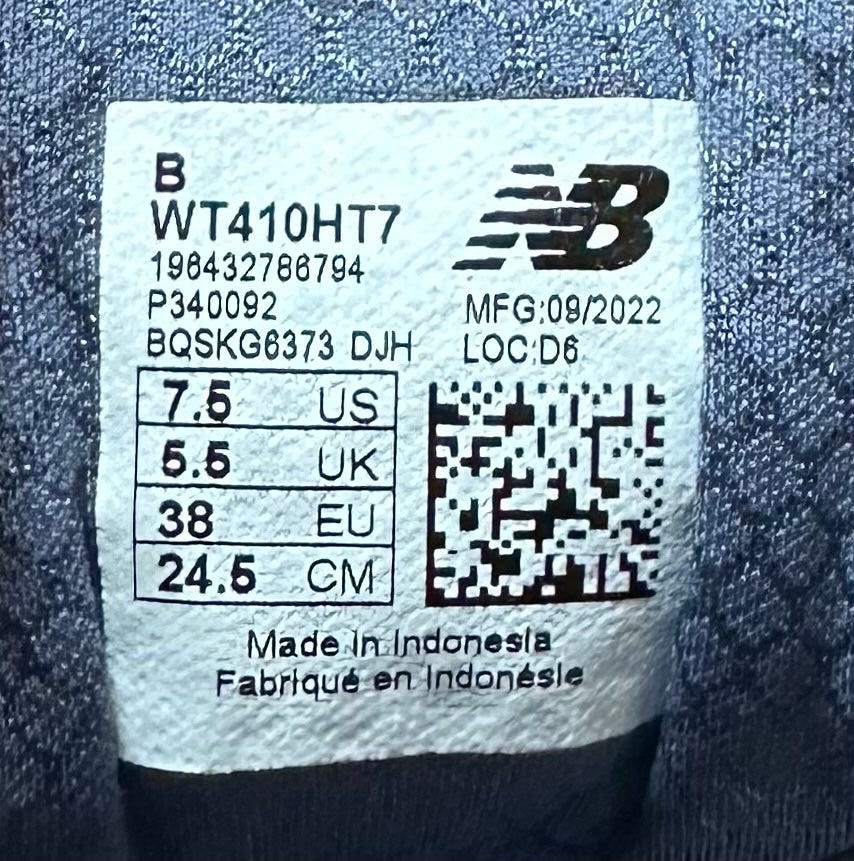 B
NB
WT410HT7
196432786794
P340092
MFG:09/2022
BQSKG6373 DJH
LOC:D6
7.5 US
5.5 UK
38 EU
24.5 CM
Made in Indonesia
Fabriqué en Indonésie